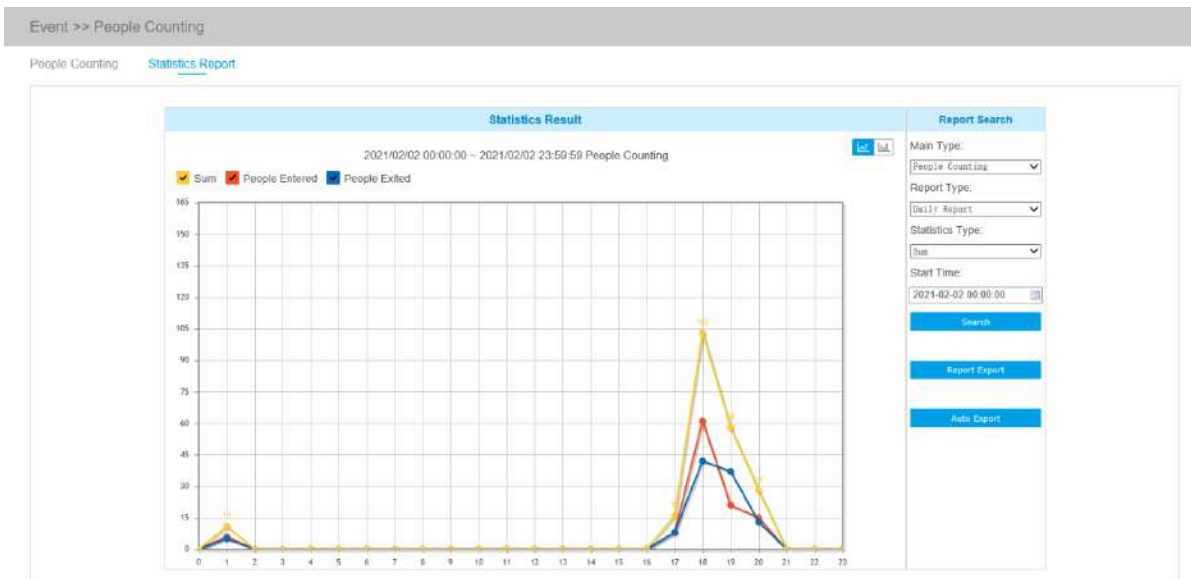 Event >> People Counting
People Counting Statistics Report
Statistics Result
Report Search
2021/02/02 00:00:00 ~ 2021/02/02 23:59:59 People Counting
Sum People Entered People Exited
Main Type:
People Counting
Report Type:
Daily Report
Statistics Type:
Sum
Start Time:
2021-02-02 00:00:00
Search
Report Export
Auto Export
165
150
135
120
105
90
75
60
45
30
15
0
0 1 2 3 4 5 6 7 8 9 10 11 12 13 14 15 16 17 18 19 20 21 22 23